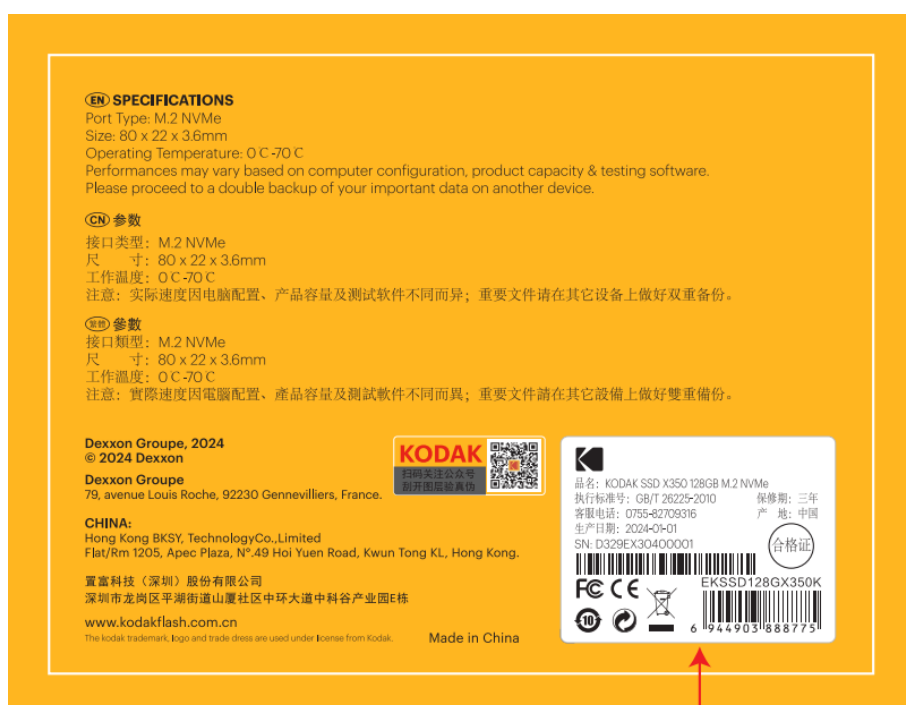 EN SPECIFICATIONS
Port Type: M.2 NVMe
Size: 80 x 22 x 3.6mm
Operating Temperature: 0℃-70℃
Performances may vary based on computer configuration, product capacity & testing software.
Please proceed to a double backup of your important data on another device.
CN 参数
接口类型：M.2 NVMe
尺 寸：80 x 22 x 3.6mm
工作温度：0℃-70℃
注意：实际速度因电脑配置、产品容量及测试软件不同而异；重要文件请在其它设备上做好双重备份。
繁體 參數
接口類型：M.2 NVMe
尺 寸：80 x 22 x 3.6mm
工作溫度：0℃-70℃
注意：實際速度因電腦配置、產品容量及測試軟件不同而異；重要文件請在其它設備上做好雙重備份。
Dexxon Groupe, 2024
© 2024 Dexxon
Dexxon Groupe
79, avenue Louis Roche, 92230 Gennevilliers, France.
CHINA:
Hong Kong BKSY, TechnologyCo.,Limited
Flat/Rm 1205, Apec Plaza, N°.49 Hoi Yuen Road, Kwun Tong KL, Hong Kong.
置富科技（深圳）股份有限公司
深圳市龙岗区平湖街道山厦社区中环大道中科谷产业园E栋
www.kodakflash.com.cn
The kodak trademark, logo and trade dress are used under license from Kodak.
Made in China
KODAK
扫码关注公众号
刮开图层验真伪
品名：KODAK SSD X350 128GB M.2 NVMe
执行标准号：GB/T 26225-2010 保修期：三年
客服电话：0755-82709316 产 地：中国
生产日期：2024-01-01
SN: D329EX30400001
合格证
EKSSD128GX350K
FC CE
10
6 944903 888775